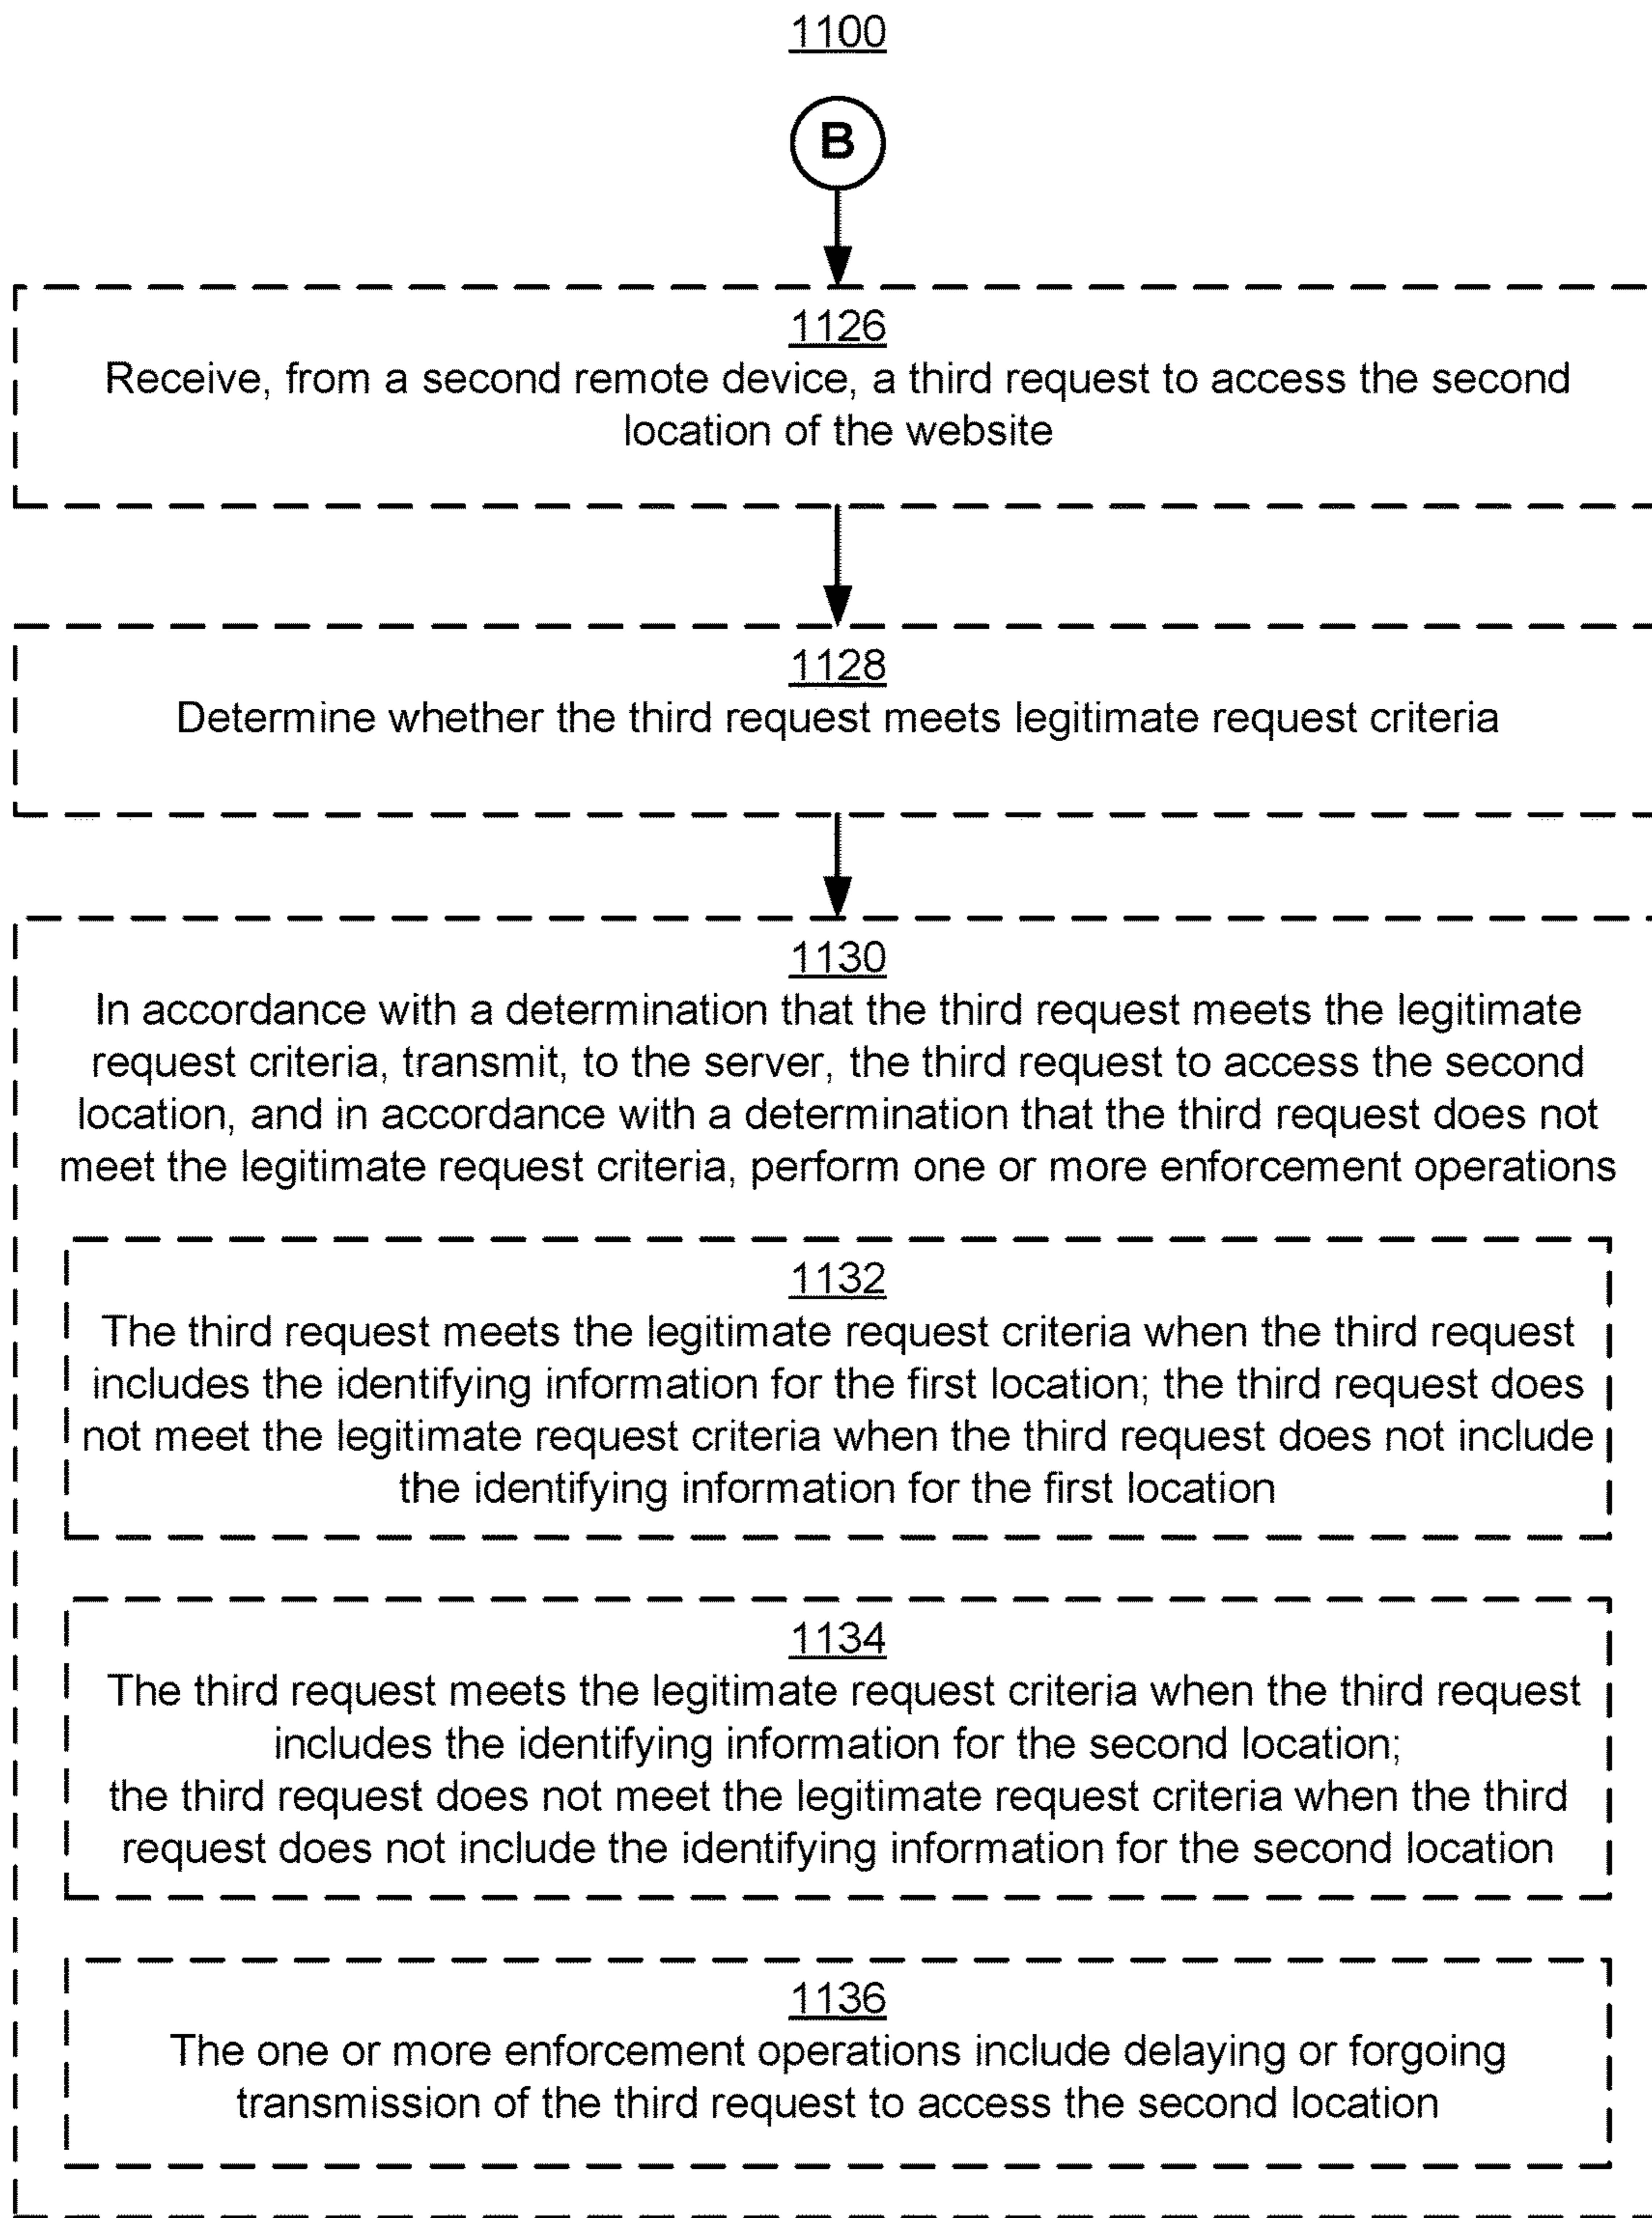 1100
B
1126
Receive, from a second remote device, a third request to access the second
location of the website
1128
Determine whether the third request meets legitimate request criteria
1130
In accordance with a determination that the third request meets the legitimate
request criteria, transmit, to the server, the third request to access the second
location, and in accordance with a determination that the third request does not
meet the legitimate request criteria, perform one or more enforcement operations
1132
The third request meets the legitimate request criteria when the third request
includes the identifying information for the first location; the third request does
not meet the legitimate request criteria when the third request does not include
the identifying information for the first location
1134
The third request meets the legitimate request criteria when the third request
includes the identifying information for the second location;
the third request does not meet the legitimate request criteria when the third
request does not include the identifying information for the second location
1136
The one or more enforcement operations include delaying or forgoing
transmission of the third request to access the second location